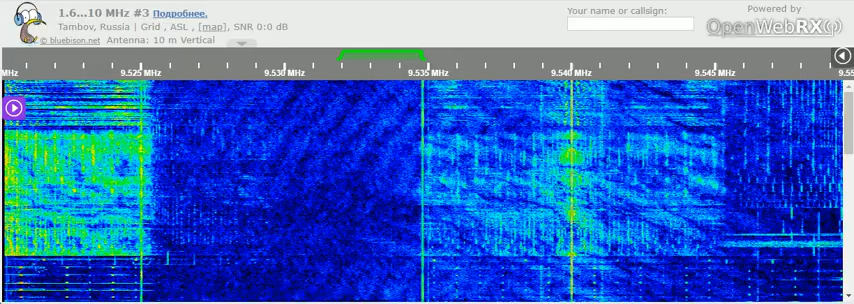 1.6...10 MHz #3 Подробнее.
Tambov, Russia | Grid , ASL , [map], SNR 0:0 dB
© bluebison.net Antenna: 10 m Vertical
Your name or callsign:
Powered by
OpenWebRX
MHz 9.525 MHz 9.530 MHz 9.535 MHz 9.540 MHz 9.545 MHz 9.55